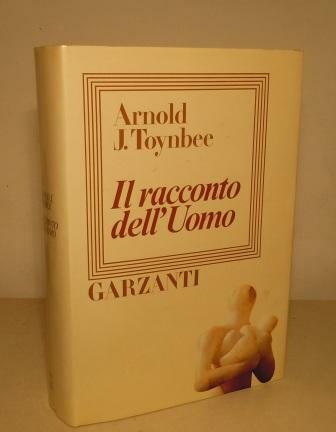 Arnold
J. Toynbee
Il racconto
dell'Uomo
GARZANTI